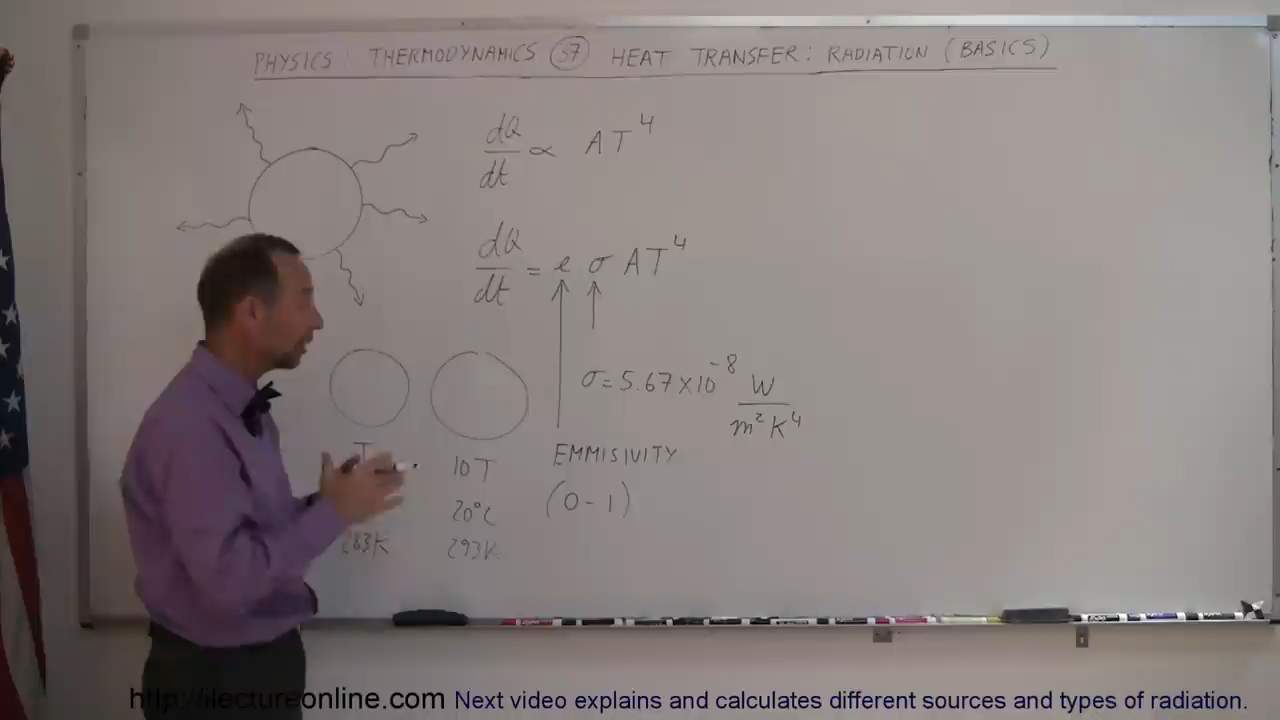 PHYSICS: THERMODYNAMICS 57 HEAT TRANSFER: RADIATION (BASICS)
dQ/dt ∝ AT⁴
dQ/dt = e σ AT⁴
σ = 5.67 × 10⁻⁸ W/m²K⁴
EMMISIVITY
(0-1)
T
283K
10T
20°C
293K
http://ilectureonline.com Next video explains and calculates different sources and types of radiation.